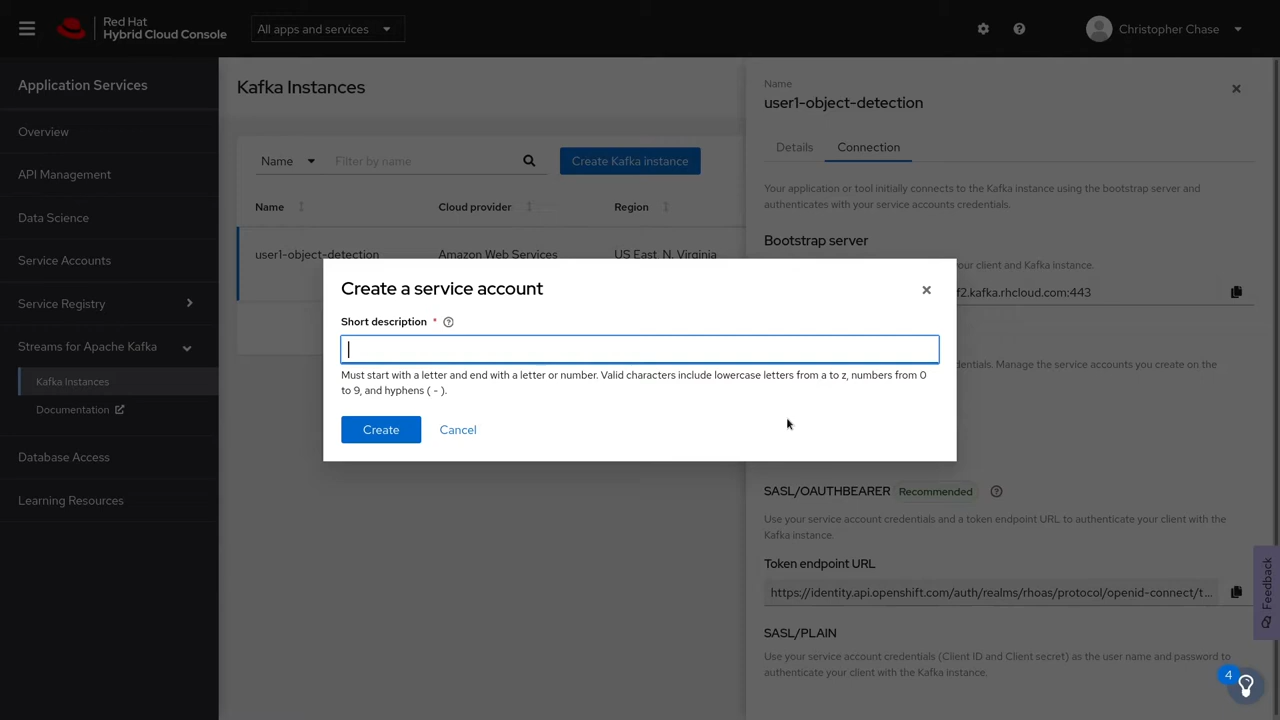 Red Hat
Hybrid Cloud Console
All apps and services
Christopher Chase
Application Services
Overview
API Management
Data Science
Service Accounts
Service Registry
Streams for Apache Kafka
Kafka Instances
Documentation
Database Access
Learning Resources
Kafka Instances
Name
Filter by name
Create Kafka instance
Name
Cloud provider
Region
user1-object-detection
Amazon Web Services
US East, N. Virginia
Name
user1-object-detection
Details
Connection
Your application or tool initially connects to the Kafka instance using the bootstrap server and
authenticates with your service accounts credentials.
Bootstrap server
your client and Kafka instance.
f2.kafka.rhcloud.com:443
dentials. Manage the service accounts you create on the
Create a service account
Short description *
Must start with a letter and end with a letter or number. Valid characters include lowercase letters from a to z, numbers from 0
to 9, and hyphens ( - ).
Create
Cancel
SASL/OAUTHBEARER
Recommended
Use your service account credentials and a token endpoint URL to authenticate your client with the
Kafka instance.
Token endpoint URL
https://identity.api.openshift.com/auth/realms/rhoas/protocol/openid-connect/t...
SASL/PLAIN
Use your service account credentials (Client ID and Client secret) as the user name and password to
authenticate your client with the Kafka instance.
Feedback
4